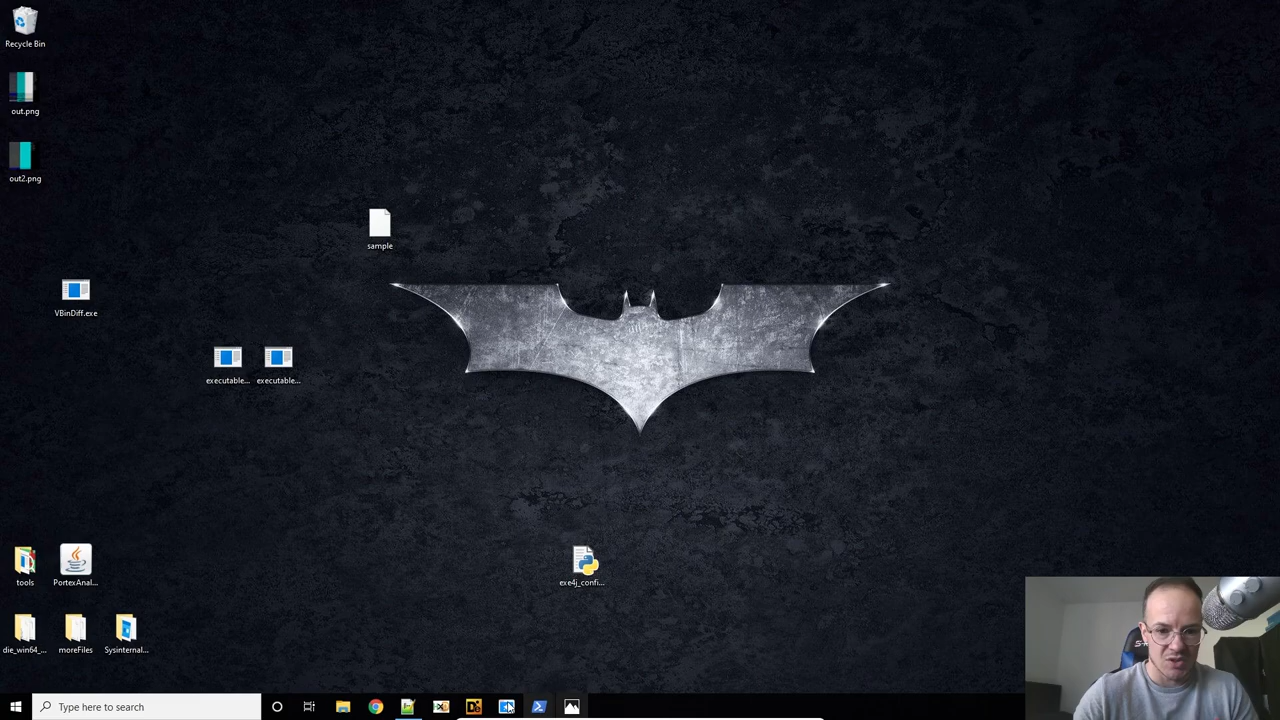 Recycle Bin
out.png
out2.png
sample
VBinDiff.exe
executable...
executable...
tools
PortexAnal...
exe4j_confi...
die_win64_...
moreFiles
Sysinternal...
Type here to search